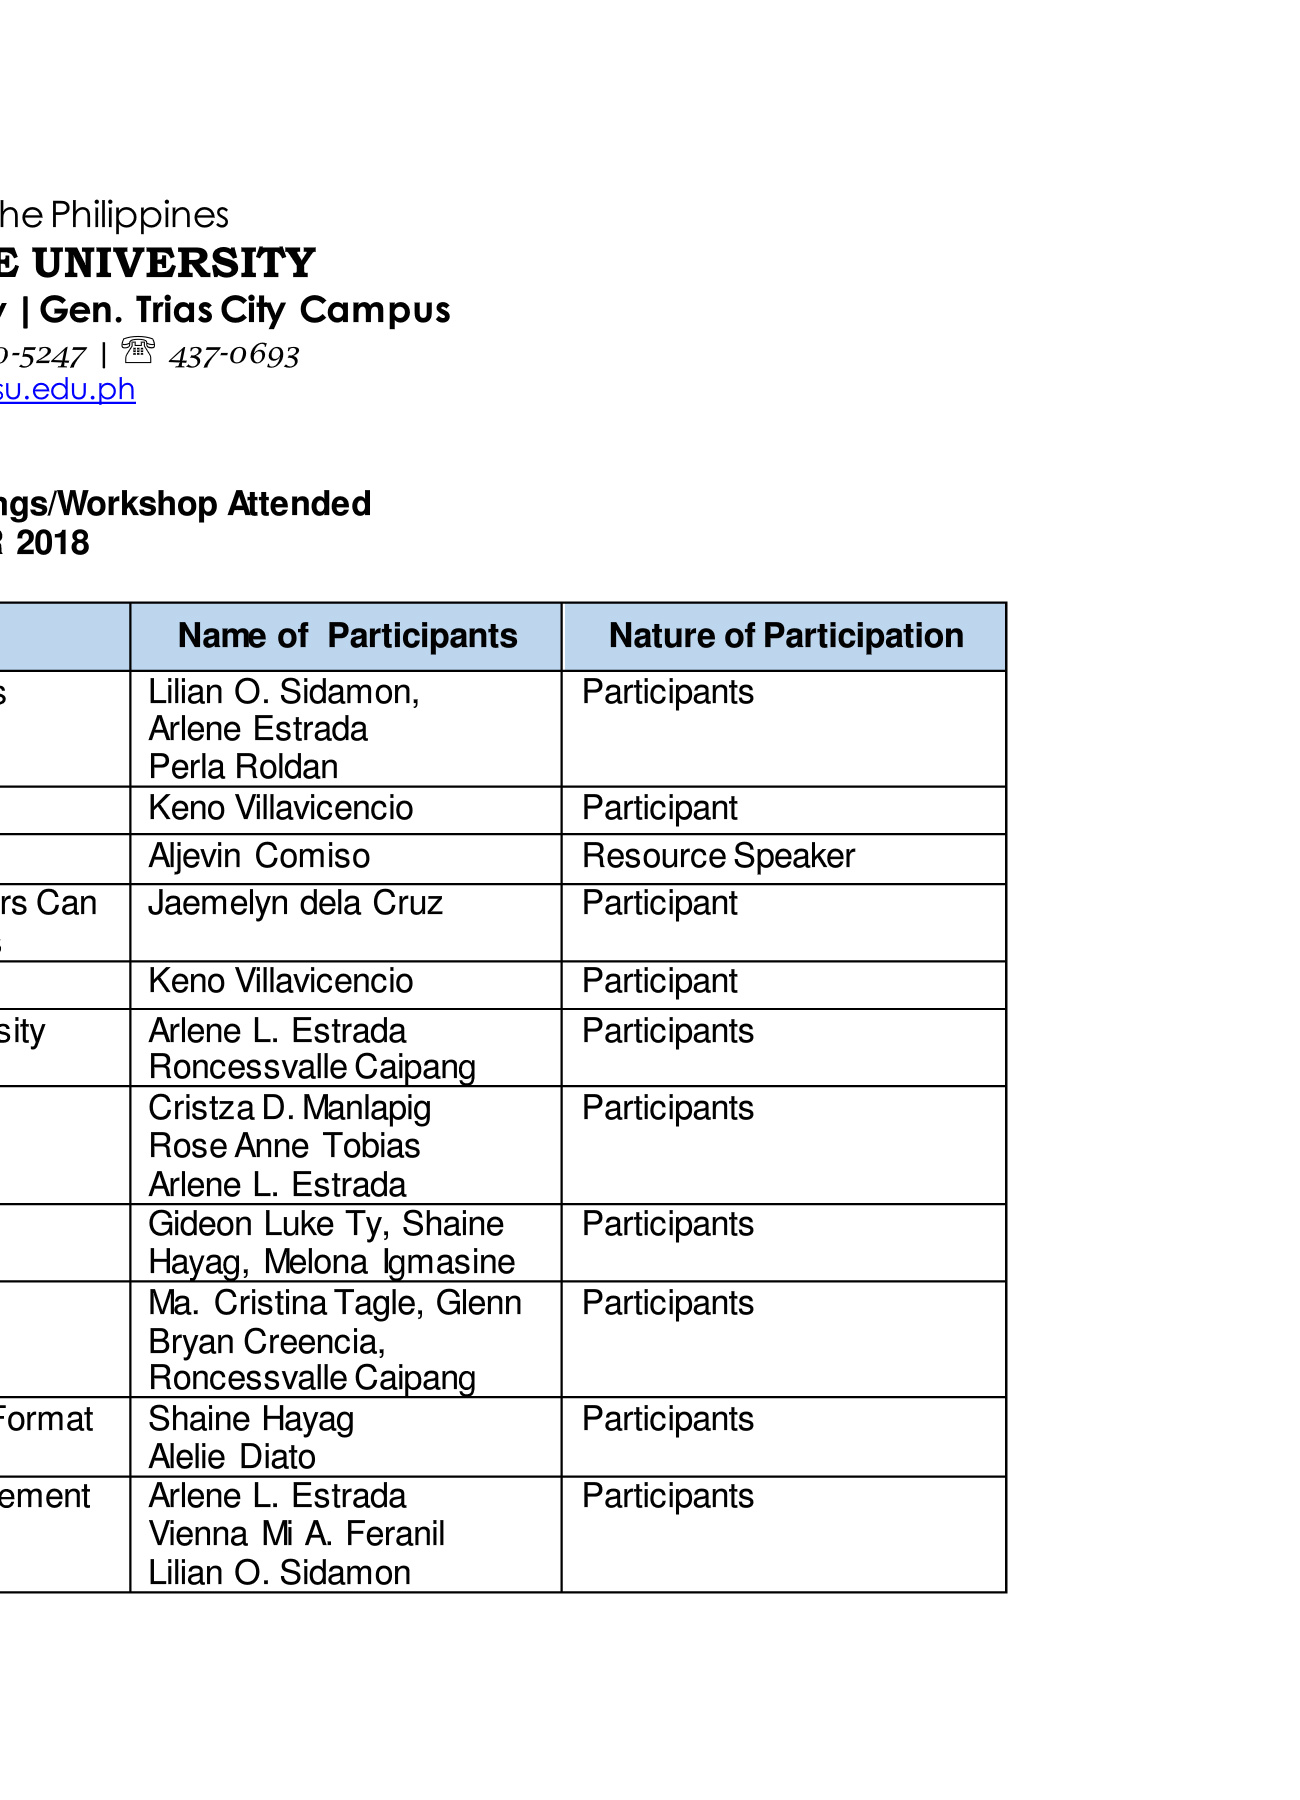 he Philippines
E UNIVERSITY
y | Gen. Trias City Campus
0-5247 | ☏ 437-0693
su.edu.ph
ngs/Workshop Attended
R 2018
Name of Participants Nature of Participation
s Lilian O. Sidamon, Participants
Arlene Estrada
Perla Roldan
Keno Villavicencio Participant
Aljevin Comiso Resource Speaker
rs Can Jaemelyn dela Cruz Participant
s
Keno Villavicencio Participant
sity Arlene L. Estrada Participants
Roncessvalle Caipang
Cristza D. Manlapig Participants
Rose Anne Tobias
Arlene L. Estrada
Gideon Luke Ty, Shaine Participants
Hayag, Melona Igmasine
Ma. Cristina Tagle, Glenn Participants
Bryan Creencia,
Roncessvalle Caipang
Format Shaine Hayag Participants
Alelie Diato
ement Arlene L. Estrada Participants
Vienna Mi A. Feranil
Lilian O. Sidamon